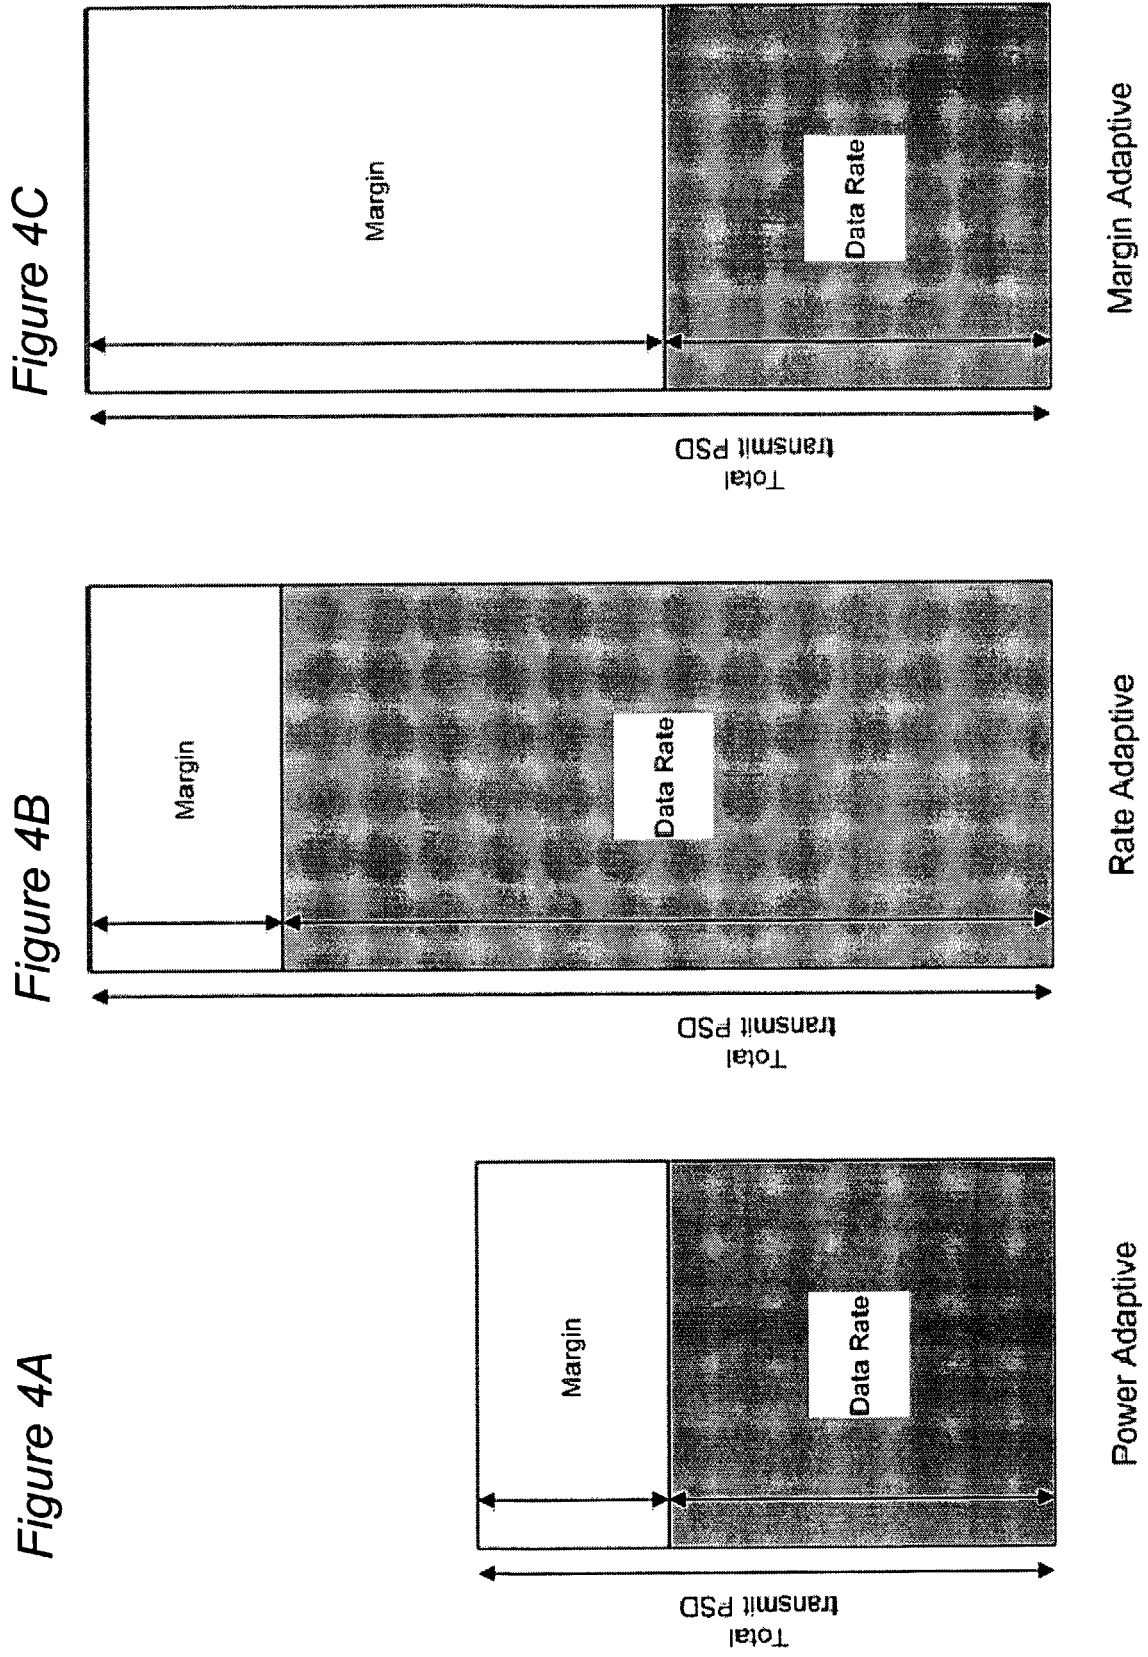 Figure 4A
Total
transmit PSD
Margin
Data Rate
Power Adaptive
Figure 4B
Total
transmit PSD
Margin
Data Rate
Rate Adaptive
Figure 4C
Total
transmit PSD
Margin
Data Rate
Margin Adaptive